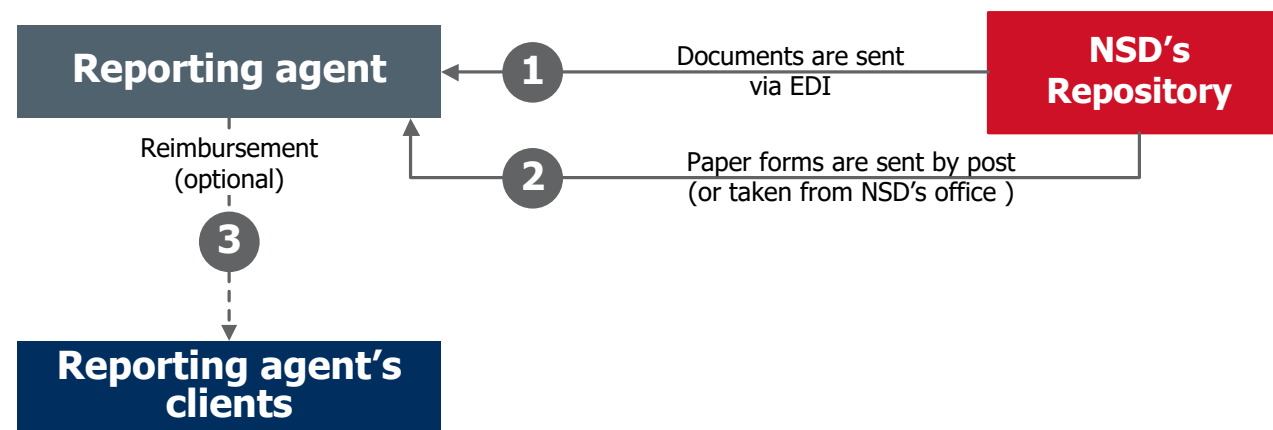 Reporting agent
1
Documents are sent
via EDI
NSD’s
Repository
Reimbursement
(optional)
2
Paper forms are sent by post
(or taken from NSD’s office )
3
Reporting agent’s
clients